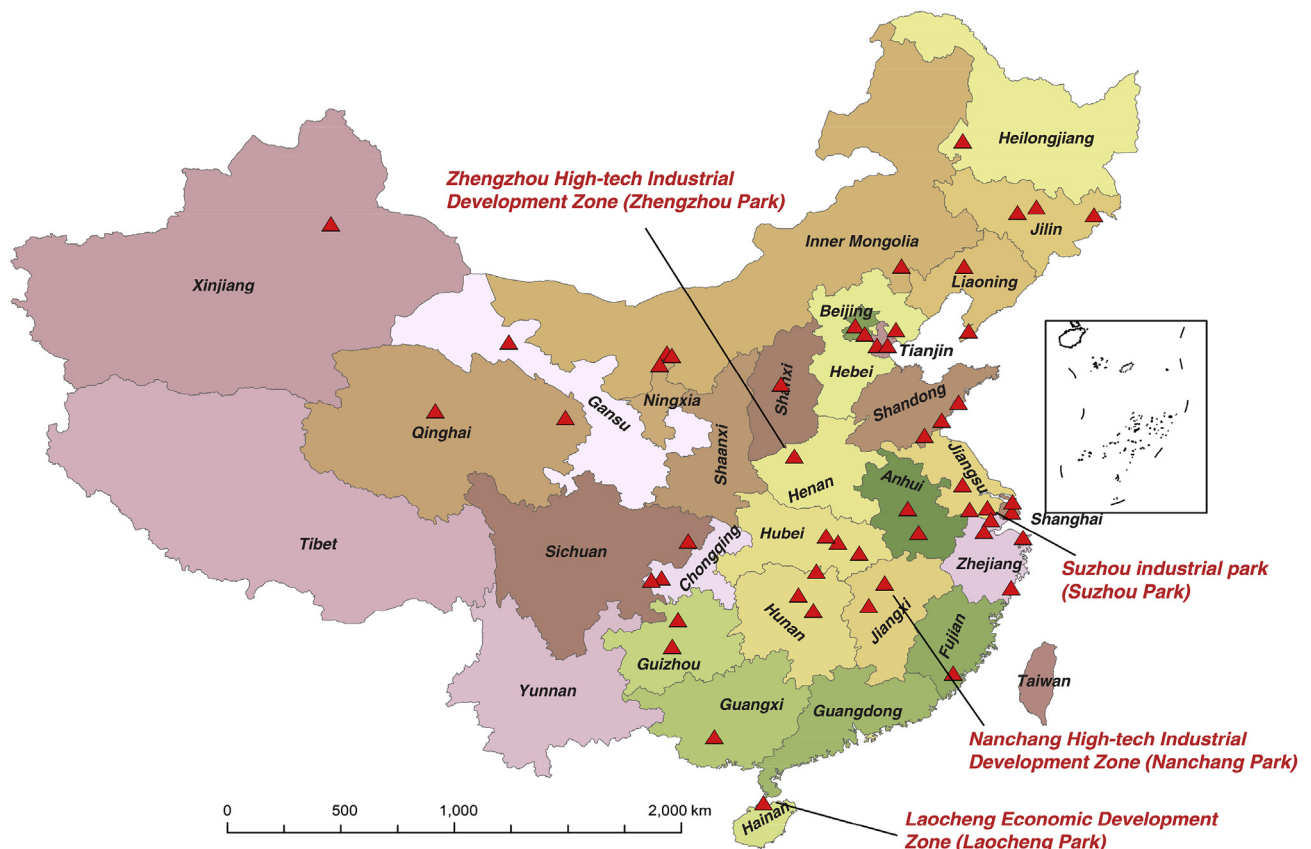 Heilongjiang
Zhengzhou High-tech Industrial
Development Zone (Zhengzhou Park)
Jilin
Inner Mongolia
Xinjiang
Liaoning
Beijing
Tianjin
Hebei
Shanxi
Shandong
Ningxia
Gansu
Qinghai
Shaanxi
Jiangsu
Henan
Anhui
Shanghai
Hubei
Tibet
Sichuan
Chongqing
Zhejiang
Suzhou industrial park
(Suzhou Park)
Hunan
Jiangxi
Fujian
Guizhou
Taiwan
Yunnan
Guangxi
Guangdong
Nanchang High-tech Industrial
Development Zone (Nanchang Park)
0 500 1,000 2,000 km
Hainan
Laocheng Economic Development
Zone (Laocheng Park)